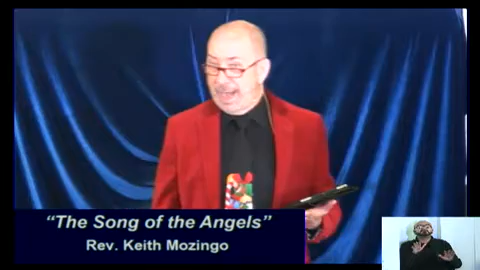 “The Song of the Angels”
Rev. Keith Mozingo